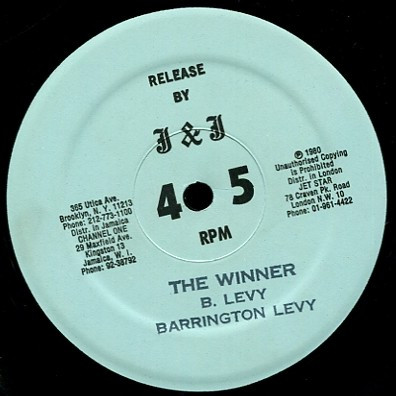 RELEASE
BY
J & J
45
RPM
365 Utica Ave.
Brooklyn, N. Y. 11213
Phone: 212-773-1100
Distr. in Jamaica
CHANNEL ONE
29 Maxfield Ave.
Kingston 13
Jamaica, W. I.
Phone: 92-38792
℗ 1980
Unauthorised Copying
is Prohibited
Distr. in London
JET STAR
78 Craven Pk. Road
London N.W. 10
Phone: 01-961-4422
THE WINNER
B. LEVY
BARRINGTON LEVY